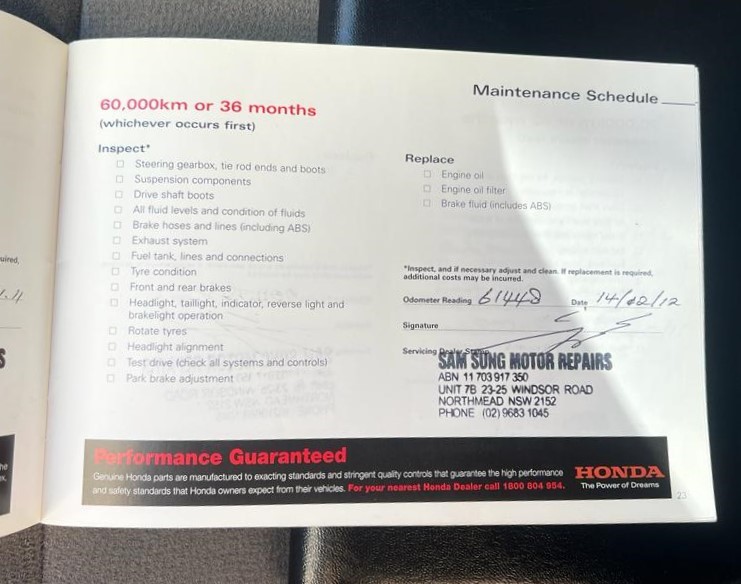 Maintenance Schedule
60,000km or 36 months
(whichever occurs first)
Inspect*
Steering gearbox, tie rod ends and boots
Suspension components
Drive shaft boots
All fluid levels and condition of fluids
Brake hoses and lines (including ABS)
Exhaust system
Fuel tank, lines and connections
Tyre condition
Front and rear brakes
Headlight, taillight, indicator, reverse light and
brakelight operation
Rotate tyres
Headlight alignment
Test drive (check all systems and controls)
Park brake adjustment
Replace
Engine oil
Engine oil filter
Brake fluid (includes ABS)
*Inspect, and if necessary adjust and clean. If replacement is required,
additional costs may be incurred.
Odometer Reading 61448 Date 14/02/12
Signature
Servicing Dealer Stamp
SAM SUNG MOTOR REPAIRS
ABN 11 703 917 350
UNIT 7B 23-25 WINDSOR ROAD
NORTHMEAD NSW 2152
PHONE (02) 9683 1045
Performance Guaranteed
Genuine Honda parts are manufactured to exacting standards and stringent quality controls that guarantee the high performance
and safety standards that Honda owners expect from their vehicles. For your nearest Honda Dealer call 1800 804 954.
HONDA
The Power of Dreams
23